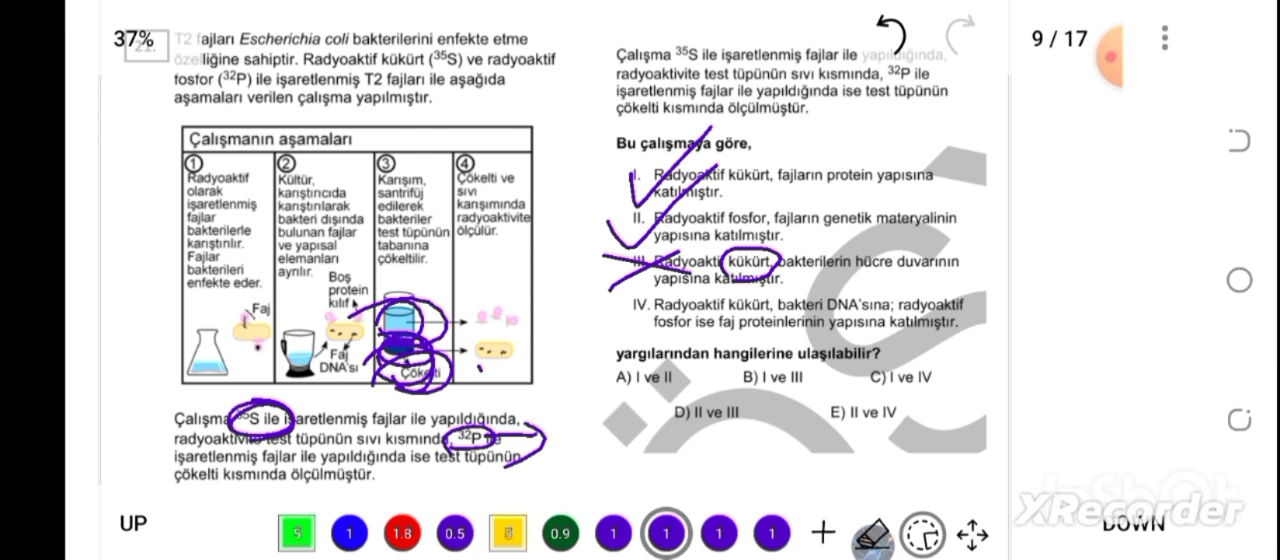 37%
21.
T2 fajları Escherichia coli bakterilerini enfekte etme
özelliğine sahiptir. Radyoaktif kükürt (³⁵S) ve radyoaktif
fosfor (³²P) ile işaretlenmiş T2 fajları ile aşağıda
aşamaları verilen çalışma yapılmıştır.
Çalışmanın aşamaları
1
Radyoaktif
olarak
işaretlenmiş
fajlar
bakterilerle
karıştırılır.
Fajlar
bakterileri
enfekte eder.
Faj
2
Kültür,
karıştırıcıda
karıştırılarak
bakteri dışında
bulunan fajlar
ve yapısal
elemanları
ayrılır.
Boş
protein
kılıf
Faj
DNA'sı
3
Karışım,
santrifüj
edilerek
bakteriler
test tüpünün
tabanına
çökeltilir.
Çökelti
4
Çökelti ve
sıvı
karışımında
radyoaktivite
ölçülür.
Çalışma ³⁵S ile işaretlenmiş fajlar ile yapıldığında,
radyoaktivite test tüpünün sıvı kısmında, ³²P ile
işaretlenmiş fajlar ile yapıldığında ise test tüpünün
çökelti kısmında ölçülmüştür.
Çalışma ³⁵S ile işaretlenmiş fajlar ile yapıldığında,
radyoaktivite test tüpünün sıvı kısmında, ³²P ile
işaretlenmiş fajlar ile yapıldığında ise test tüpünün
çökelti kısmında ölçülmüştür.
Bu çalışmaya göre,
I. Radyoaktif kükürt, fajların protein yapısına
katılmıştır.
II. Radyoaktif fosfor, fajların genetik materyalinin
yapısına katılmıştır.
III. Radyoaktif kükürt, bakterilerin hücre duvarının
yapısına katılmıştır.
IV. Radyoaktif kükürt, bakteri DNA'sına; radyoaktif
fosfor ise faj proteinlerinin yapısına katılmıştır.
yargılarından hangilerine ulaşılabilir?
A) I ve II B) I ve III C) I ve IV
D) II ve III E) II ve IV
9 / 17
UP
5 1 1.8 0.5 5 0.9 1 1 1 1
DOWN
XRecorder